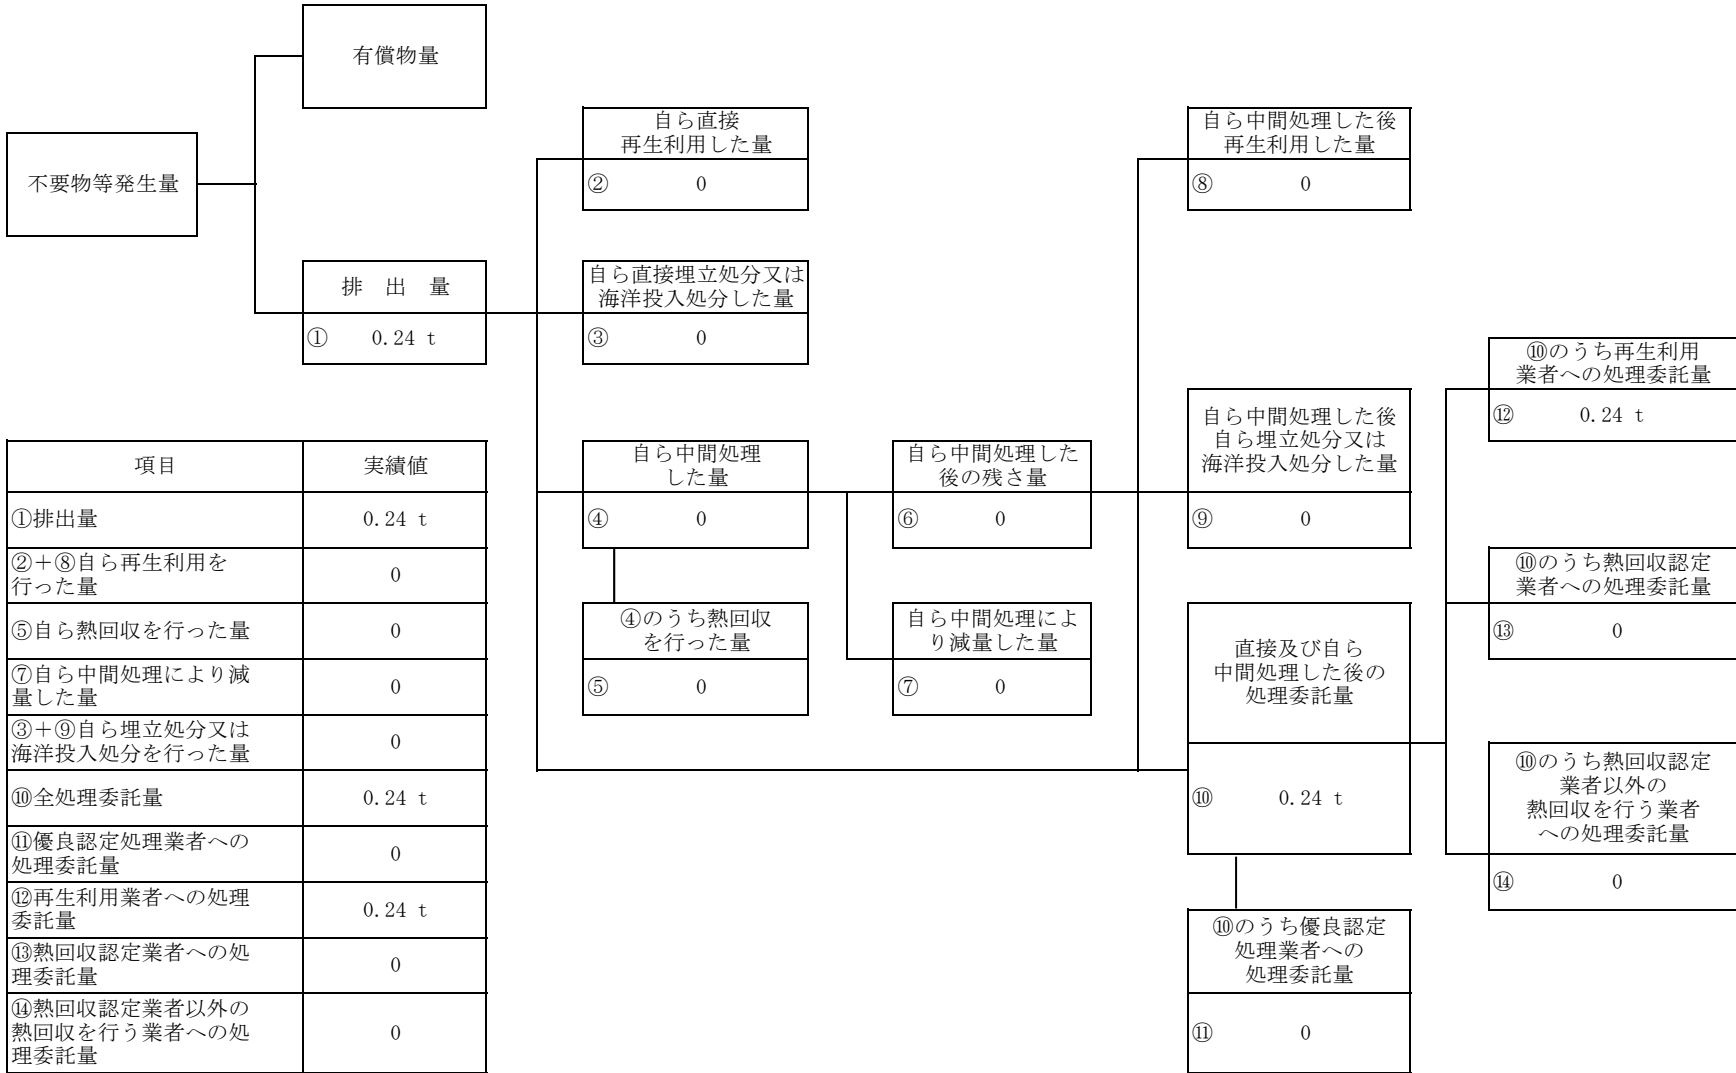 有償物量
不要物等発生量
排 出 量
① 0.24 t
自ら直接
再生利用した量
② 0
自ら直接埋立処分又は
海洋投入処分した量
③ 0
自ら中間処理
した量
④ 0
④のうち熱回収
を行った量
⑤ 0
自ら中間処理した
後の残さ量
⑥ 0
自ら中間処理によ
り減量した量
⑦ 0
自ら中間処理した後
再生利用した量
⑧ 0
自ら中間処理した後
自ら埋立処分又は
海洋投入処分した量
⑨ 0
直接及び自ら
中間処理した後の
処理委託量
⑩ 0.24 t
⑩のうち優良認定
処理業者への
処理委託量
⑪ 0
⑩のうち再生利用
業者への処理委託量
⑫ 0.24 t
⑩のうち熱回収認定
業者への処理委託量
⑬ 0
⑩のうち熱回収認定
業者以外の
熱回収を行う業者
への処理委託量
⑭ 0
項目 実績値
①排出量 0.24 t
②+⑧自ら再生利用を
行った量 0
⑤自ら熱回収を行った量 0
⑦自ら中間処理により減
量した量 0
③+⑨自ら埋立処分又は
海洋投入処分を行った量 0
⑩全処理委託量 0.24 t
⑪優良認定処理業者への
処理委託量 0
⑫再生利用業者への処理
委託量 0.24 t
⑬熱回収認定業者への処
理委託量 0
⑭熱回収認定業者以外の
熱回収を行う業者への処
理委託量 0